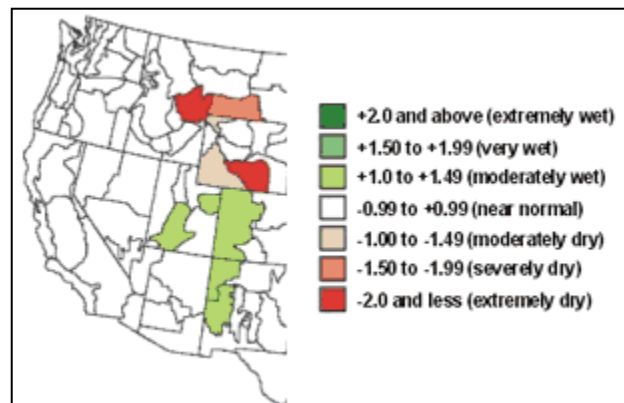 +2.0 and above (extremely wet)
+1.50 to +1.99 (very wet)
+1.0 to +1.49 (moderately wet)
-0.99 to +0.99 (near normal)
-1.00 to -1.49 (moderately dry)
-1.50 to -1.99 (severely dry)
-2.0 and less (extremely dry)